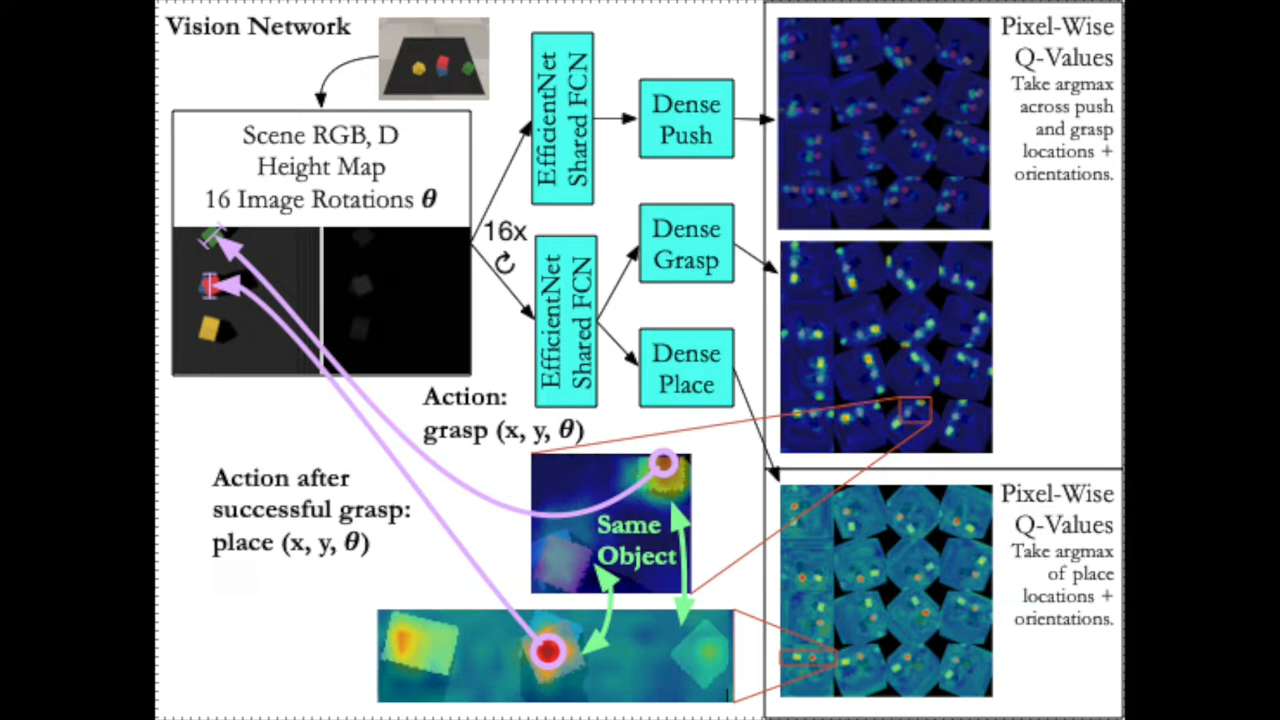 Vision Network
Scene RGB, D
Height Map
16 Image Rotations θ
16x
EfficientNet
Shared FCN
EfficientNet
Shared FCN
Dense
Push
Dense
Grasp
Dense
Place
Pixel-Wise
Q-Values
Take argmax
across push
and grasp
locations +
orientations.
Action:
grasp (x, y, θ)
Action after
successful grasp:
place (x, y, θ)
Same
Object
Pixel-Wise
Q-Values
Take argmax
of place
locations +
orientations.